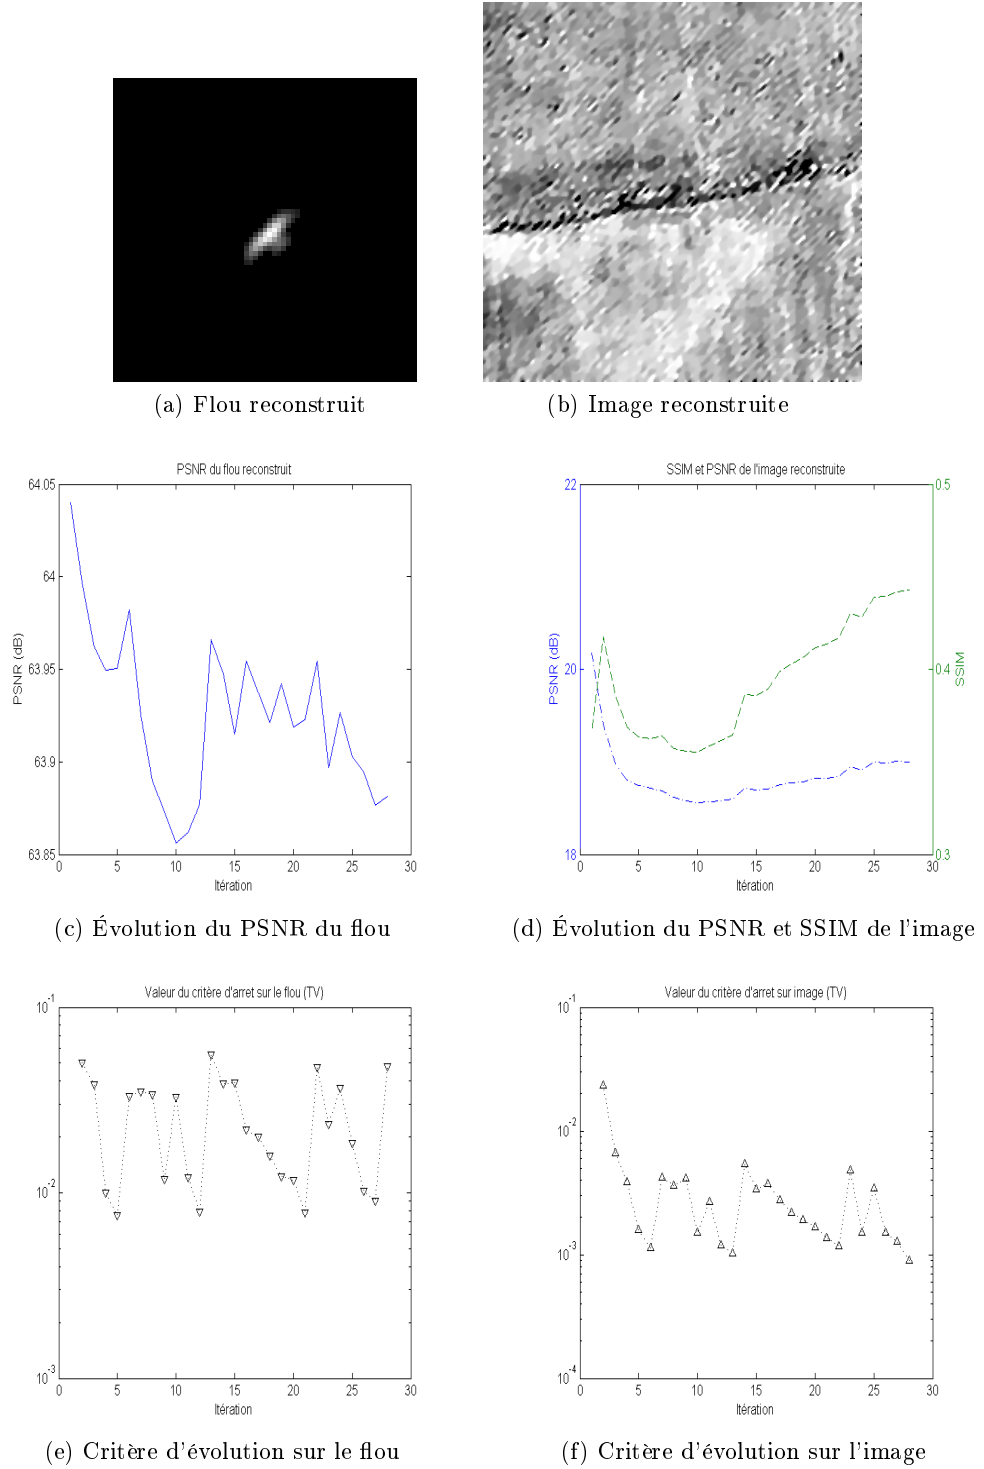 (a) Flou reconstruit
(b) Image reconstruite
PSNR du flou reconstruit
64.05
64
63.95
63.9
63.85
PSNR (dB)
0 5 10 15 20 25 30
Itération
SSIM et PSNR de l'image reconstruite
22
20
18
PSNR (dB)
0.5
0.4
0.3
SSIM
0 5 10 15 20 25 30
Itération
(c) Évolution du PSNR du flou
(d) Évolution du PSNR et SSIM de l'image
Valeur du critère d'arret sur le flou (TV)
10^-1
10^-2
10^-3
0 5 10 15 20 25 30
Itération
Valeur du critère d'arret sur image (TV)
10^-1
10^-2
10^-3
10^-4
0 5 10 15 20 25 30
Itération
(e) Critère d'évolution sur le flou
(f) Critère d'évolution sur l'image